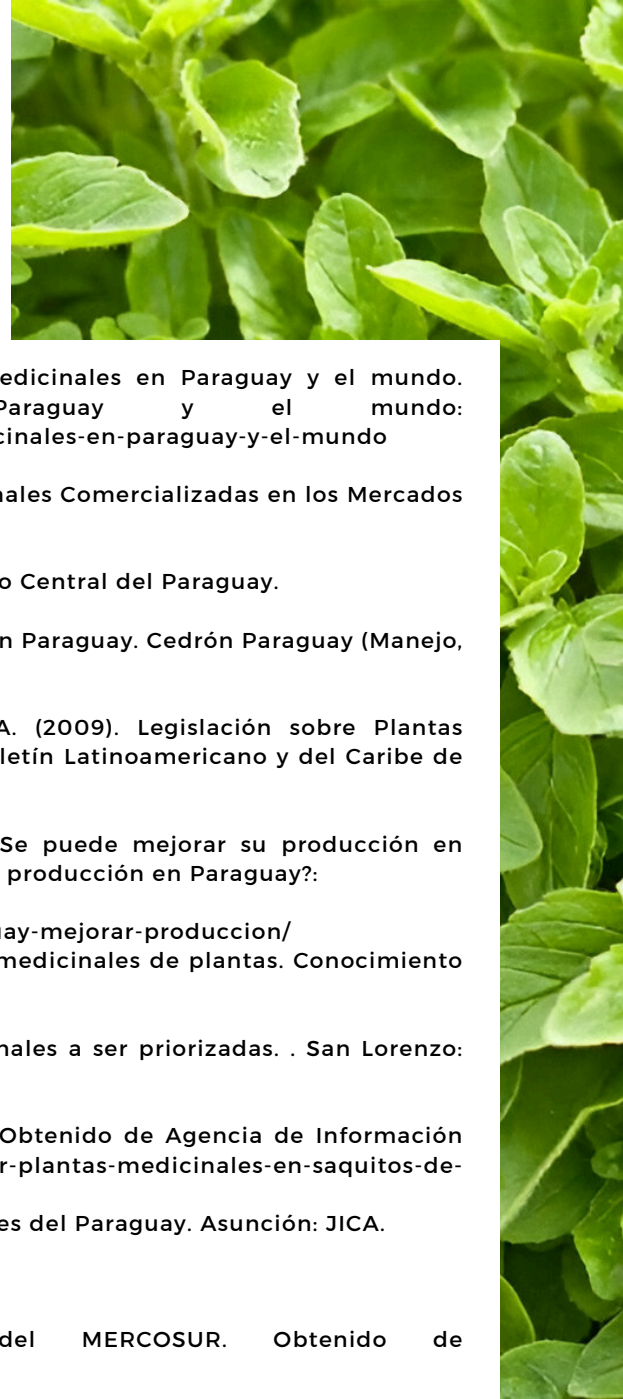 edicinales en Paraguay y el mundo.
Paraguay y el mundo:
cinales-en-paraguay-y-el-mundo
nales Comercializadas en los Mercados
o Central del Paraguay.
n Paraguay. Cedrón Paraguay (Manejo,
A. (2009). Legislación sobre Plantas
letín Latinoamericano y del Caribe de
Se puede mejorar su producción en
producción en Paraguay?:
uay-mejorar-produccion/
medicinales de plantas. Conocimiento
nales a ser priorizadas. . San Lorenzo:
Obtenido de Agencia de Información
r-plantas-medicinales-en-saquitos-de-
es del Paraguay. Asunción: JICA.
del MERCOSUR. Obtenido de